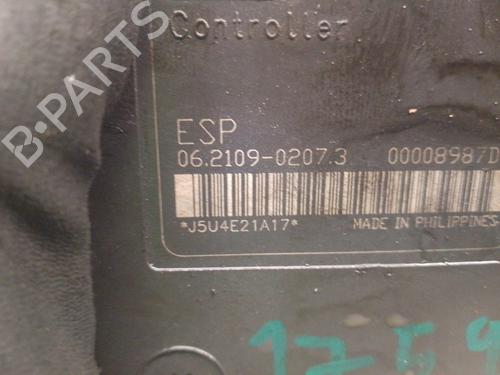 Controller
ESP
06.2109-0207.3 00008987D
*J5U4E21A17* MADE IN PHILIPPINES
B-PARTS